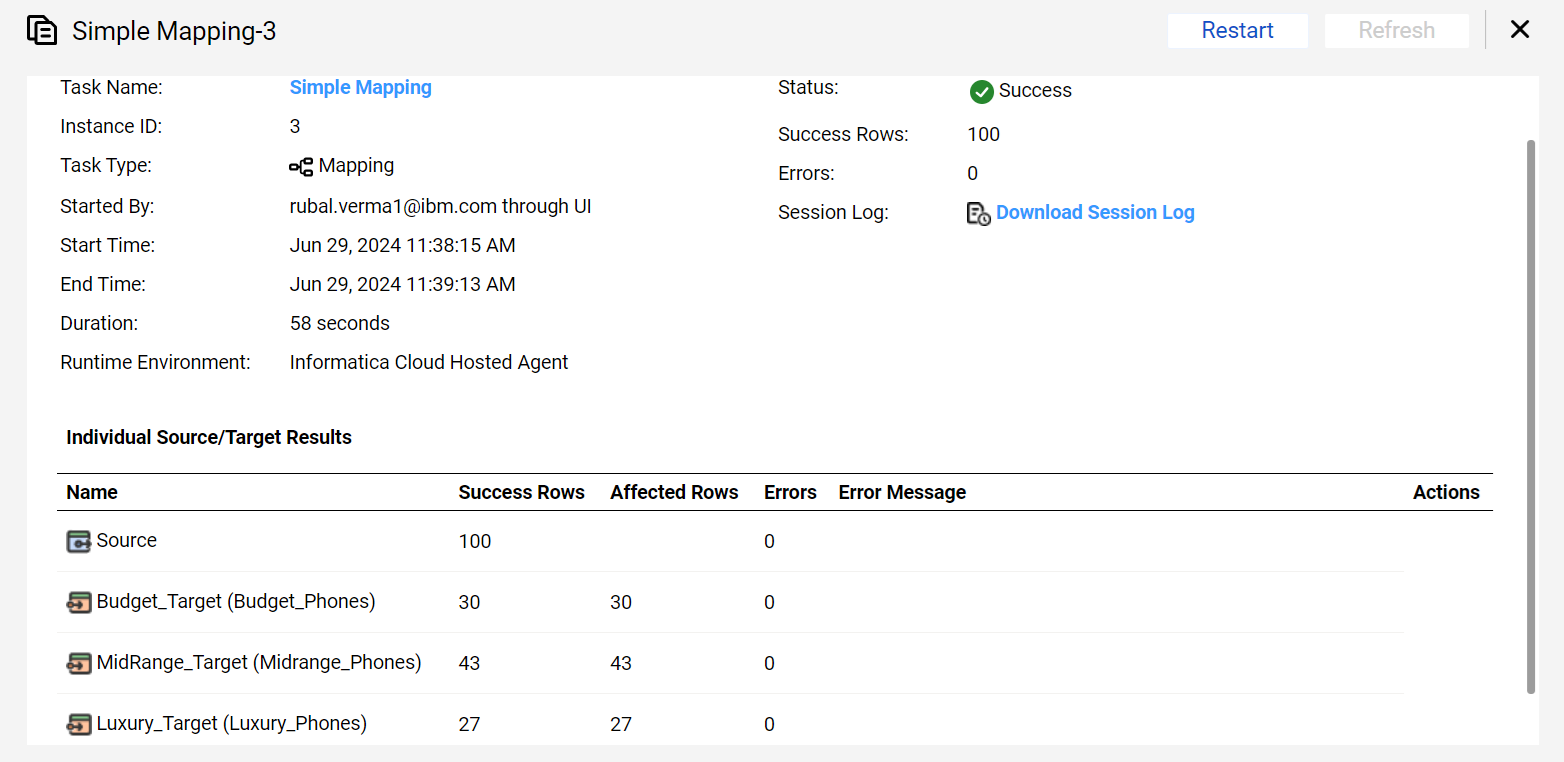 Simple Mapping-3
Restart
Refresh
Task Name: Simple Mapping
Instance ID: 3
Task Type: Mapping
Started By: rubal.verma1@ibm.com through UI
Start Time: Jun 29, 2024 11:38:15 AM
End Time: Jun 29, 2024 11:39:13 AM
Duration: 58 seconds
Runtime Environment: Informatica Cloud Hosted Agent
Status: Success
Success Rows: 100
Errors: 0
Session Log: Download Session Log
Individual Source/Target Results
Name Success Rows Affected Rows Errors Error Message Actions
Source 100 0
Budget_Target (Budget_Phones) 30 30 0
MidRange_Target (Midrange_Phones) 43 43 0
Luxury_Target (Luxury_Phones) 27 27 0